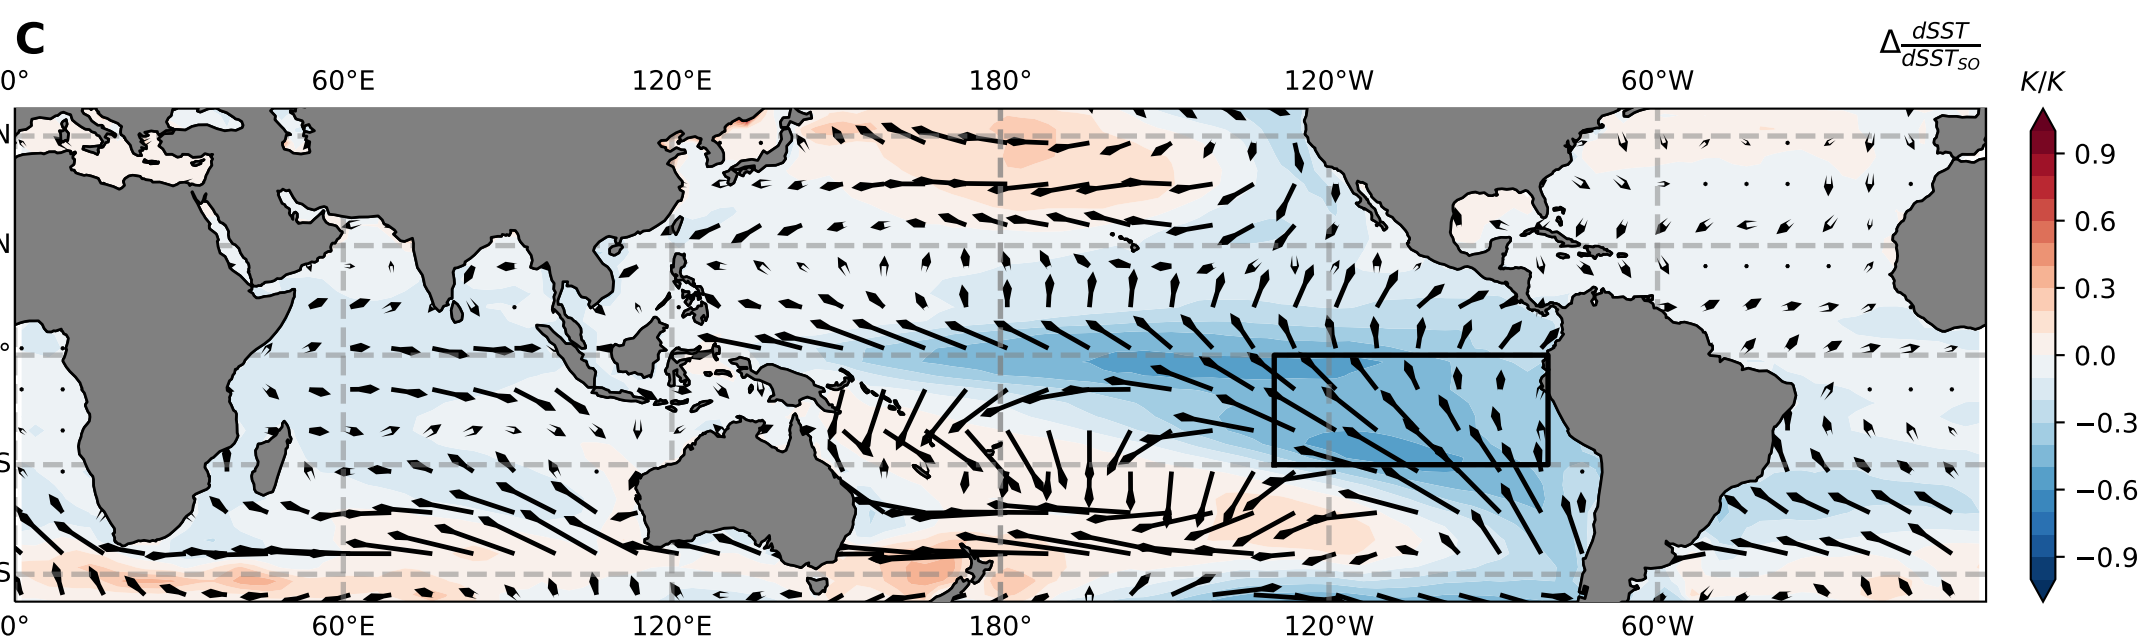 C
Δ dSST/dSST_SO
0° 60°E 120°E 180° 120°W 60°W
K/K
N
N
°
S
S
0.9
0.6
0.3
0.0
−0.3
−0.6
−0.9
0° 60°E 120°E 180° 120°W 60°W